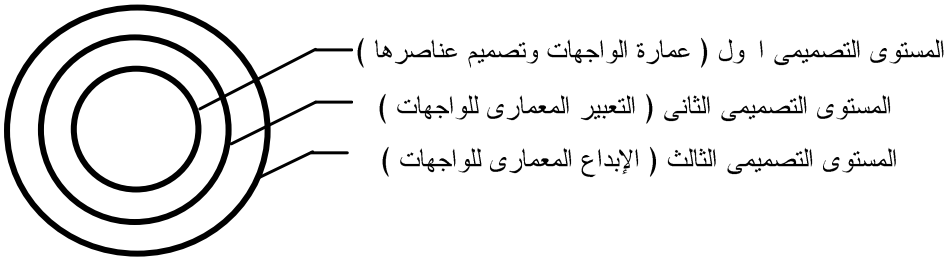 المستوى التصميمى ا ول ( عمارة الواجهات وتصميم عناصرها )
المستوى التصميمى الثانى ( التعبير المعمارى للواجهات )
المستوى التصميمى الثالث ( الإبداع المعمارى للواجهات )